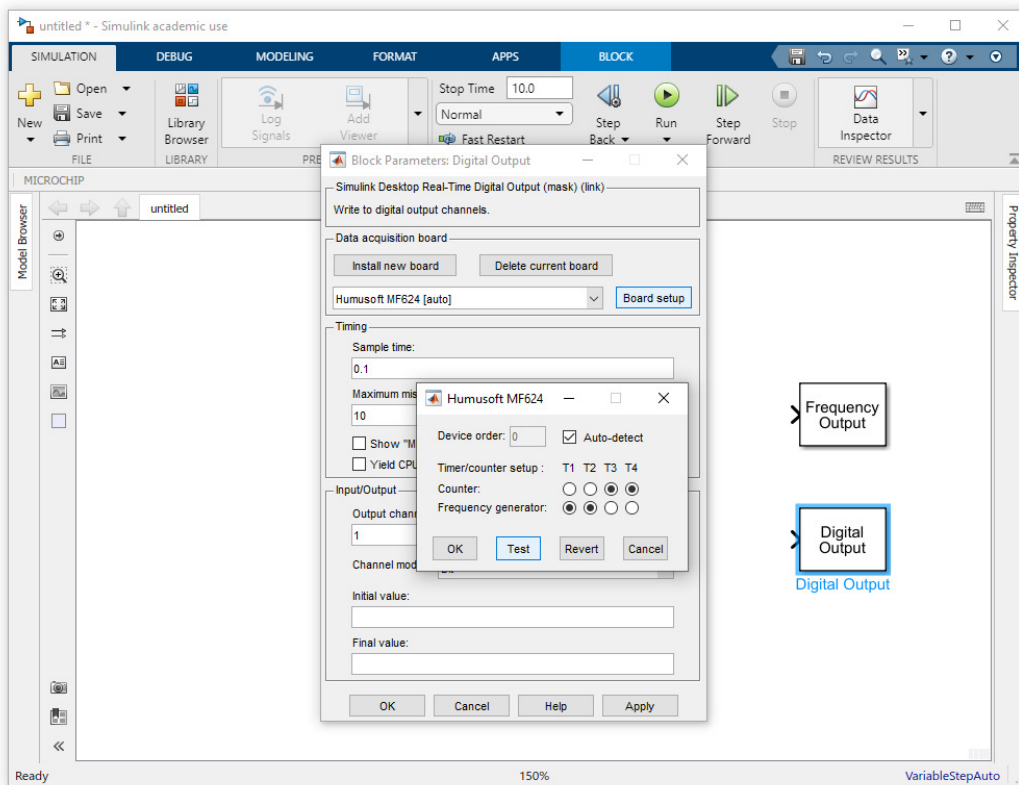 untitled * - Simulink academic use
SIMULATION DEBUG MODELING FORMAT APPS BLOCK
New
Open
Save
Print
FILE
Library
Browser
LIBRARY
Log
Signals
Add
Viewer
PRE
Stop Time 10.0
Normal
Fast Restart
Step
Back
Run
Step
Forward
Stop
Data
Inspector
REVIEW RESULTS
MICROCHIP
Model Browser
untitled
Property Inspector
Block Parameters: Digital Output
Simulink Desktop Real-Time Digital Output (mask) (link)
Write to digital output channels.
Data acquisition board
Install new board Delete current board
Humusoft MF624 [auto] Board setup
Timing
Sample time:
0.1
Maximum mis
10
Show "M
Yield CPU
Input/Output
Output chann
1
Channel mod
Initial value:
Final value:
OK Cancel Help Apply
Humusoft MF624
Device order: 0 Auto-detect
Timer/counter setup : T1 T2 T3 T4
Counter:
Frequency generator:
OK Test Revert Cancel
Frequency
Output
Digital
Output
Digital Output
Ready 150% VariableStepAuto